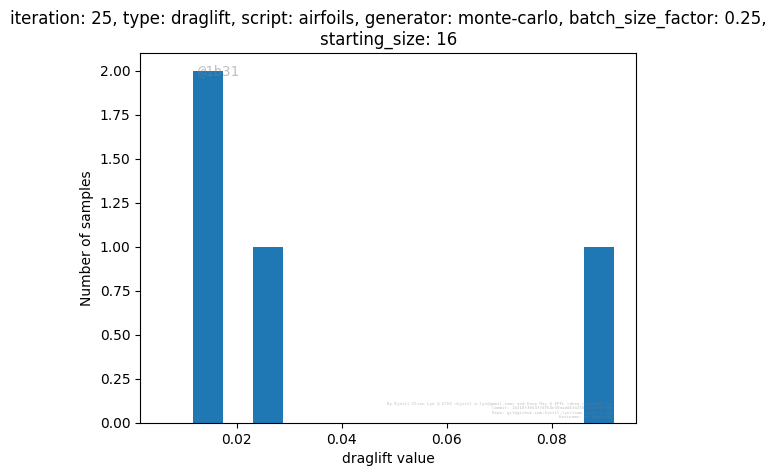 iteration: 25, type: draglift, script: airfoils, generator: monte-carlo, batch_size_factor: 0.25,
starting_size: 16
@1b31
2.00
1.75
1.50
1.25
1.00
0.75
0.50
0.25
0.00
Number of samples
0.02 0.04 0.06 0.08
draglift value